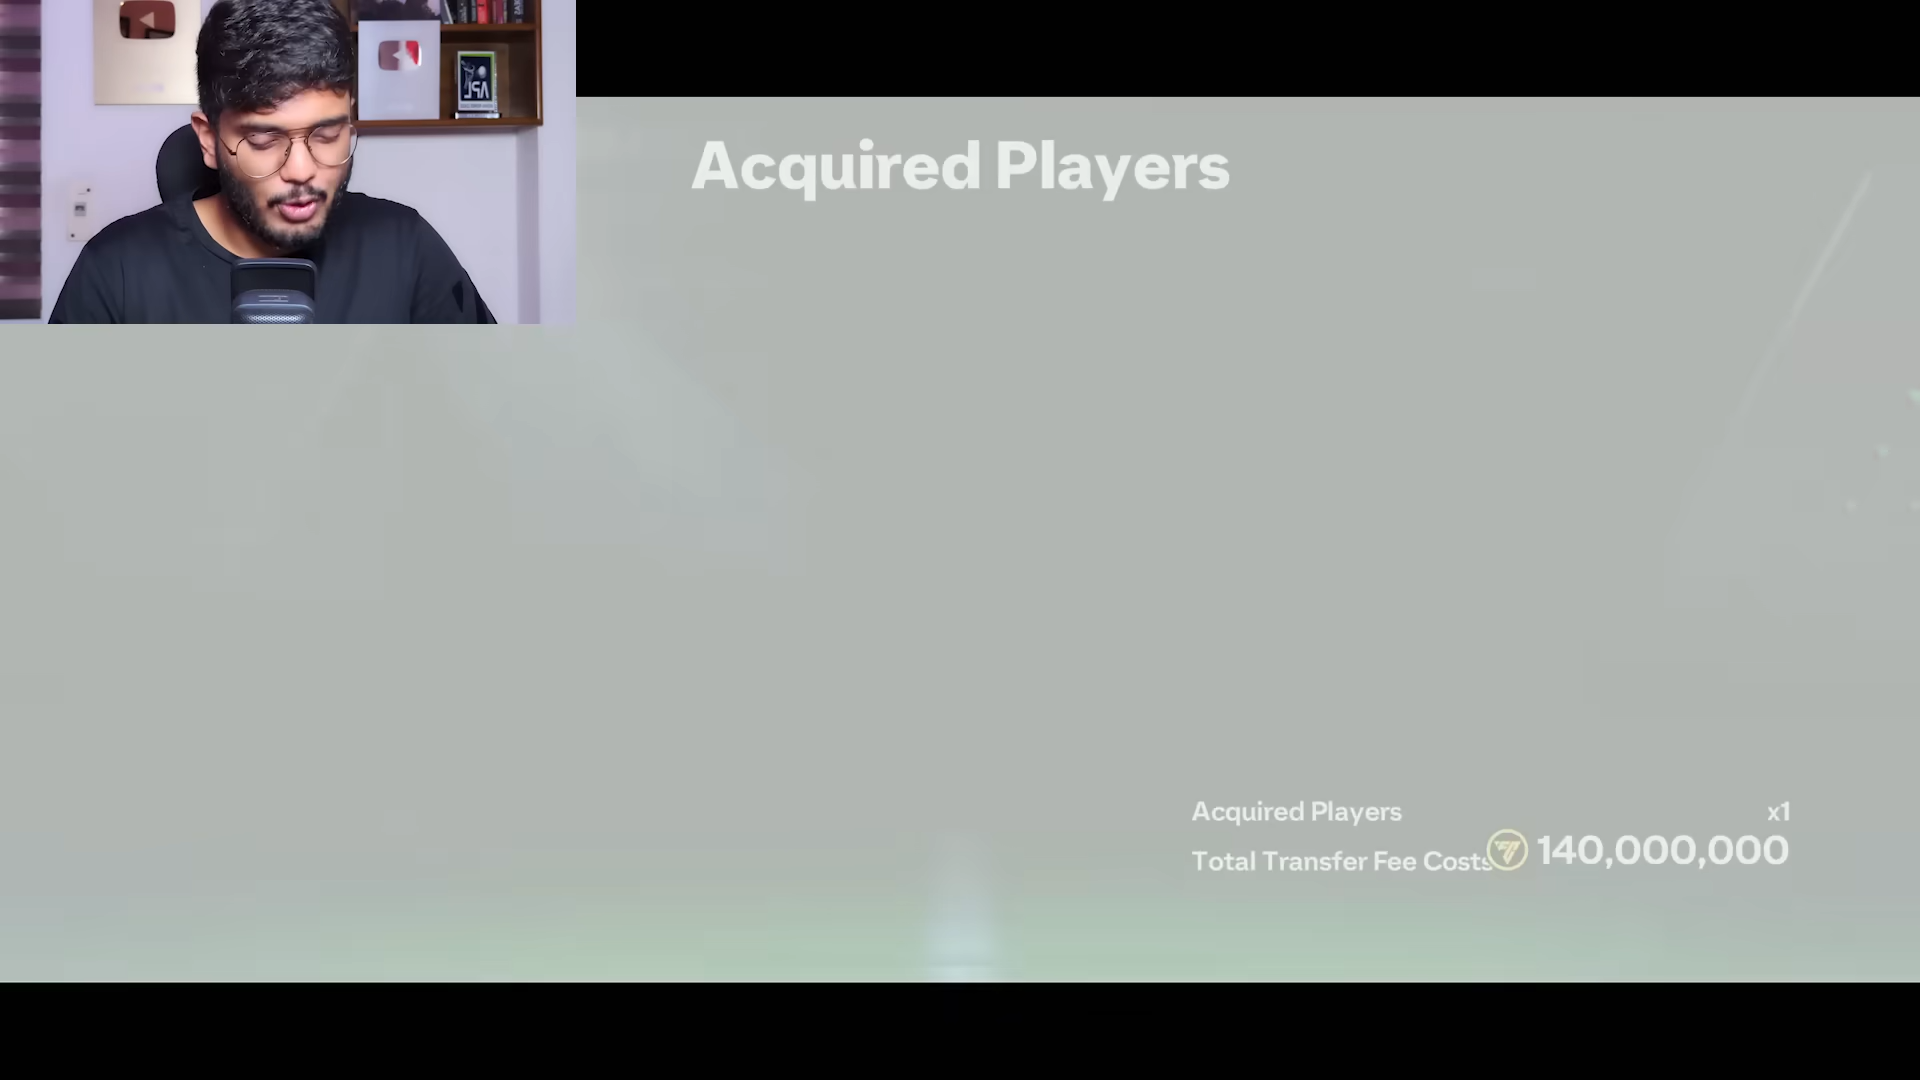 Acquired Players
Acquired Players x1
Total Transfer Fee Costs 140,000,000